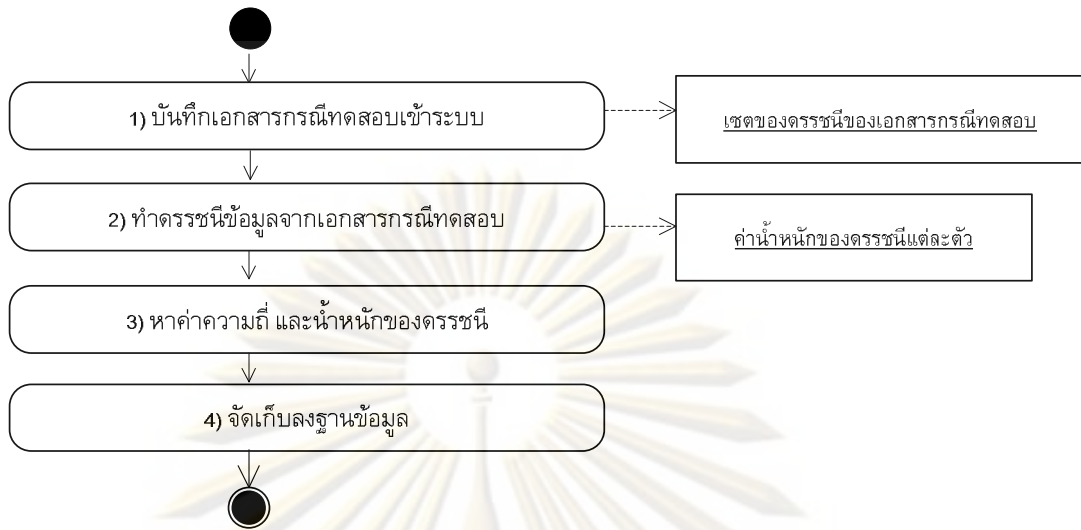 1) บันทึกเอกสารกรณีทดสอบเข้าระบบ
เซตของดรรชนีของเอกสารกรณีทดสอบ
2) ทำดรรชนีข้อมูลจากเอกสารกรณีทดสอบ
ค่าน้ำหนักของดรรชนีแต่ละตัว
3) หาค่าความถี่ และน้ำหนักของดรรชนี
4) จัดเก็บลงฐานข้อมูล